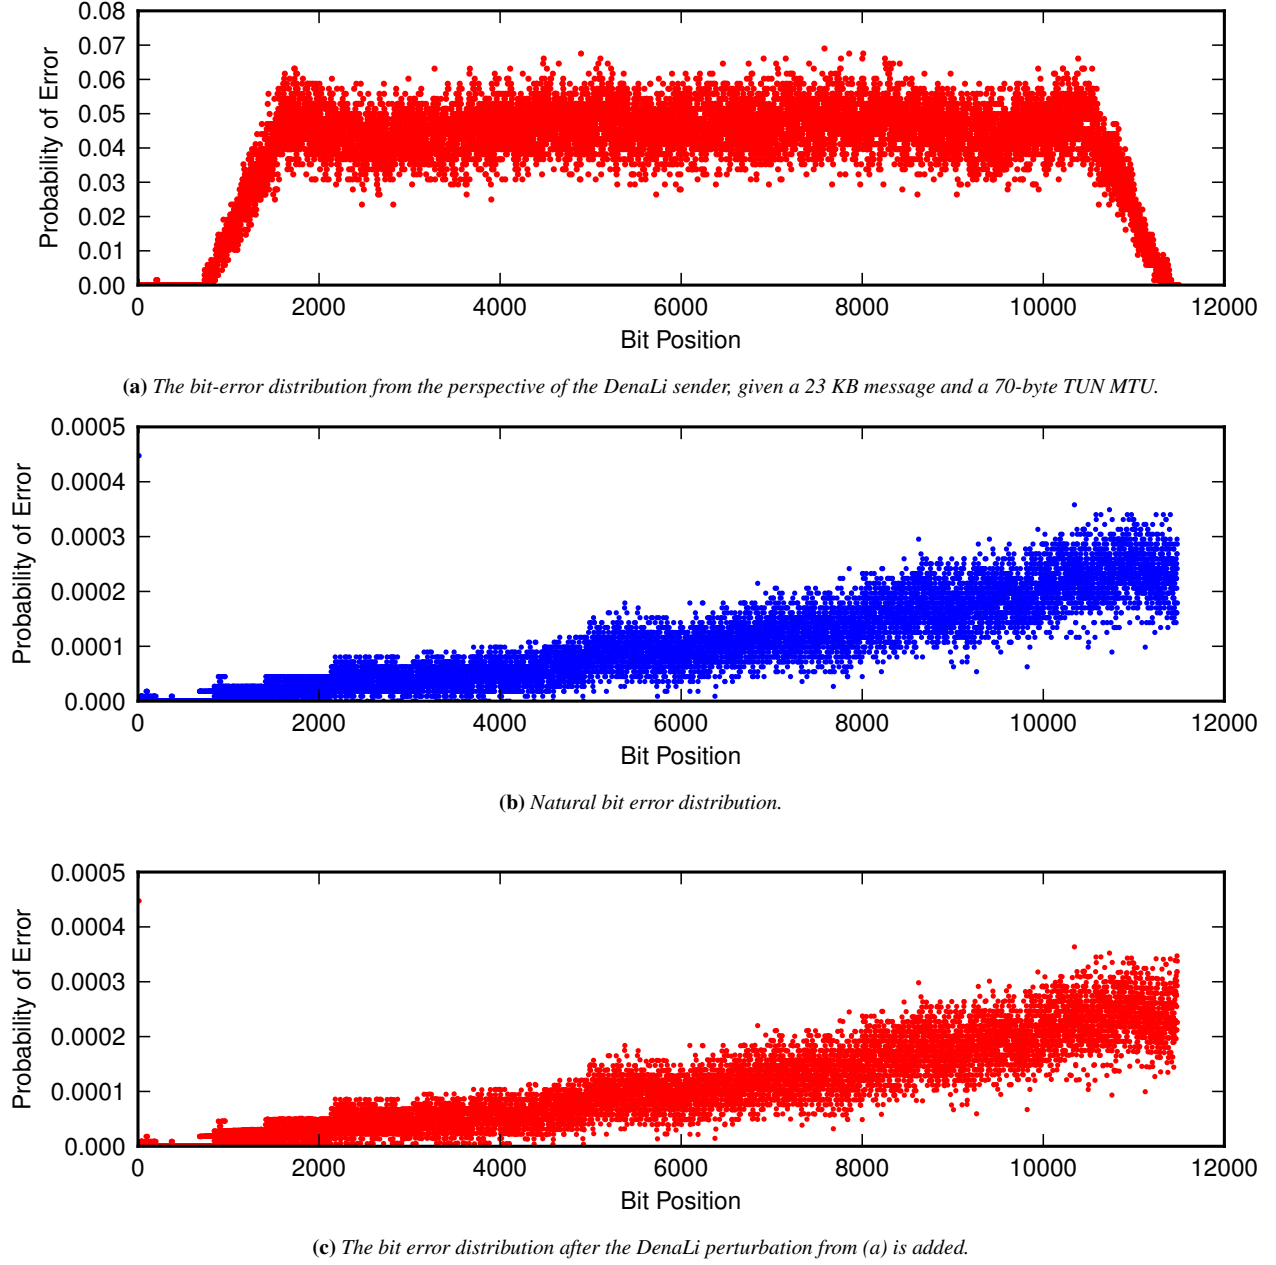 0.08
0.07
0.06
0.05
0.04
0.03
0.02
0.01
0.00
Probability of Error
0 2000 4000 6000 8000 10000 12000
Bit Position
(a) The bit-error distribution from the perspective of the DenaLi sender, given a 23 KB message and a 70-byte TUN MTU.
0.0005
0.0004
0.0003
0.0002
0.0001
0.000
Probability of Error
0 2000 4000 6000 8000 10000 12000
Bit Position
(b) Natural bit error distribution.
0.0005
0.0004
0.0003
0.0002
0.0001
0.000
Probability of Error
0 2000 4000 6000 8000 10000 12000
Bit Position
(c) The bit error distribution after the DenaLi perturbation from (a) is added.